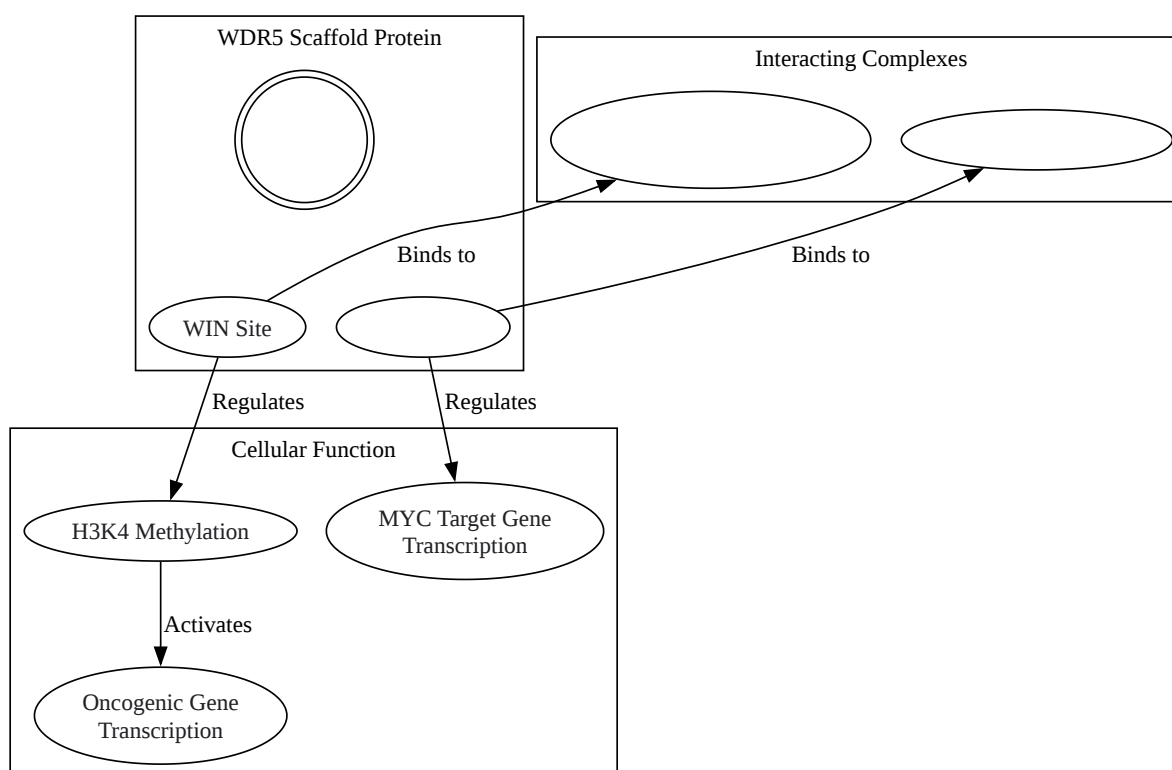 WDR5 Scaffold Protein
Interacting Complexes
Binds to
Binds to
WIN Site
Regulates
Regulates
Cellular Function
H3K4 Methylation
MYC Target Gene
Transcription
Activates
Oncogenic Gene
Transcription